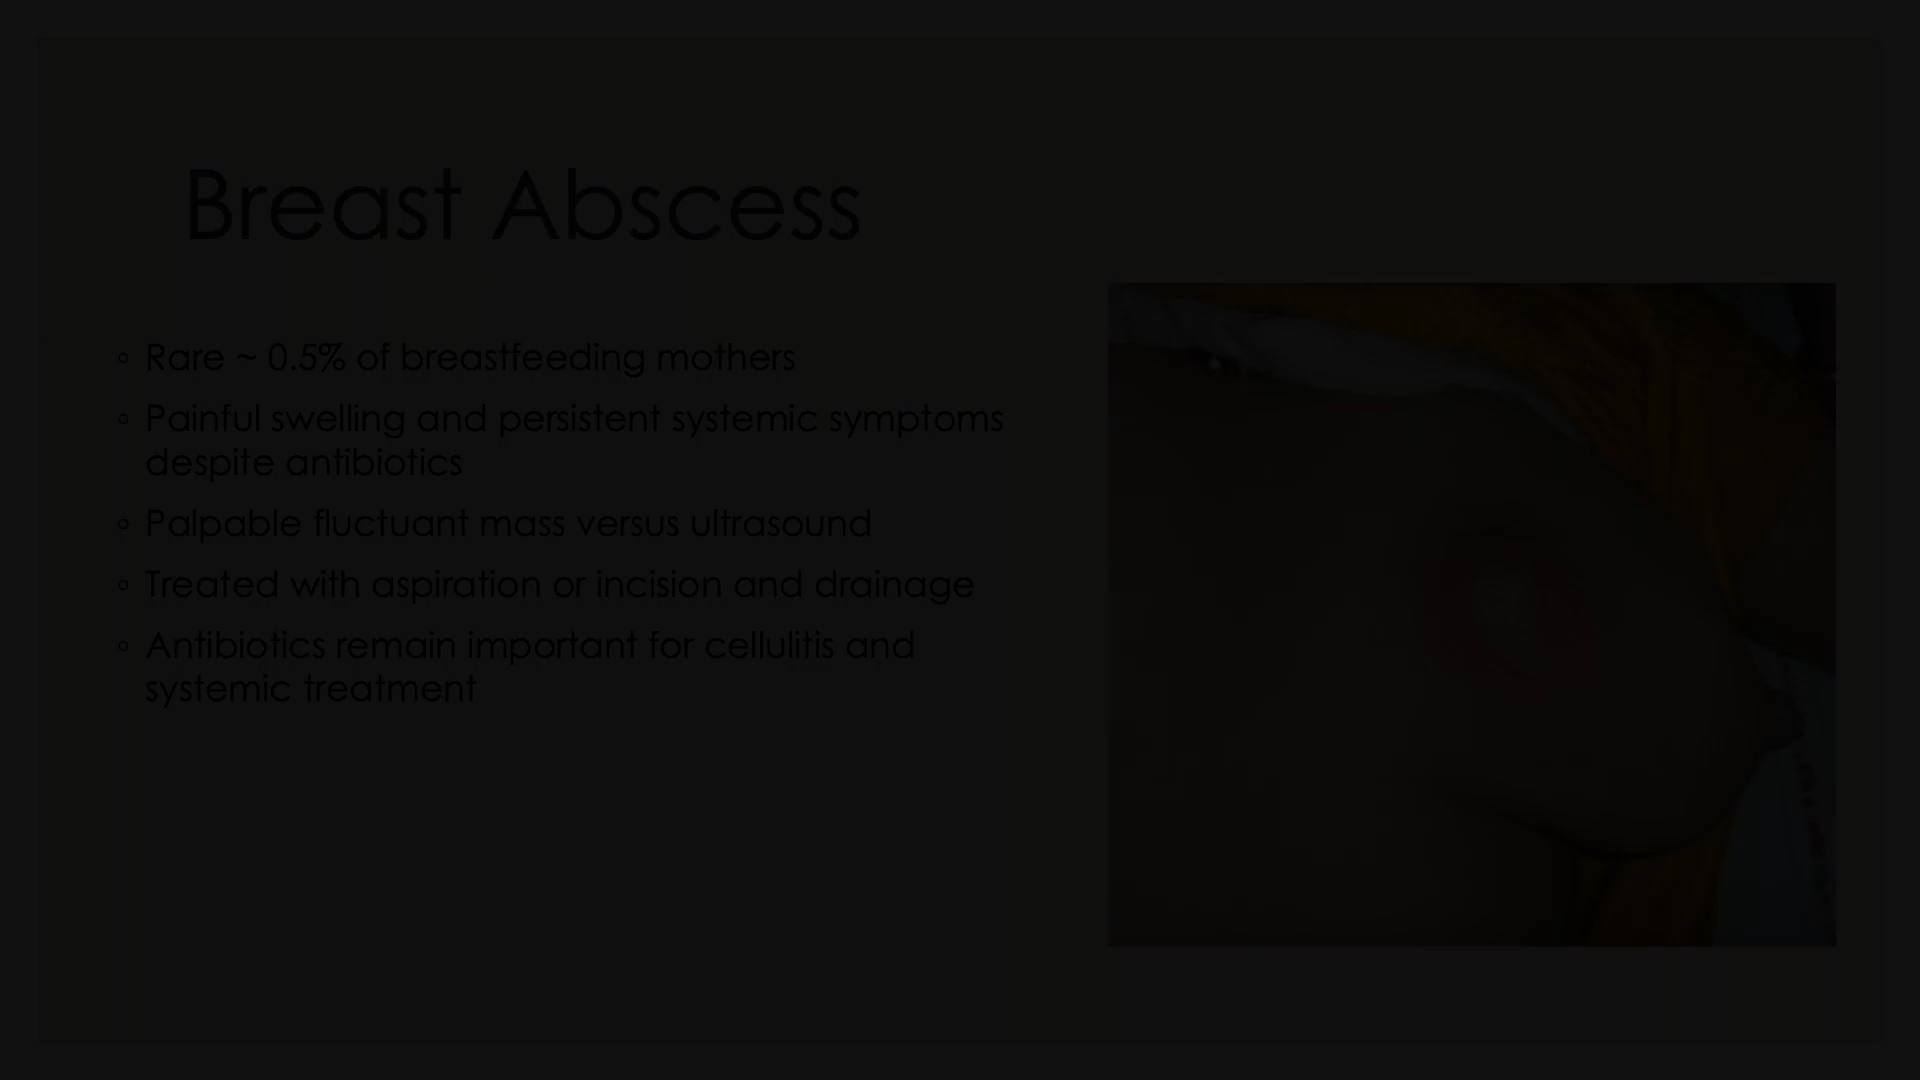 Breast Abscess
◦ Rare ~ 0.5% of breastfeeding mothers
◦ Painful swelling and persistent systemic symptoms
despite antibiotics
◦ Palpable fluctuant mass versus ultrasound
◦ Treated with aspiration or incision and drainage
◦ Antibiotics remain important for cellulitis and
systemic treatment